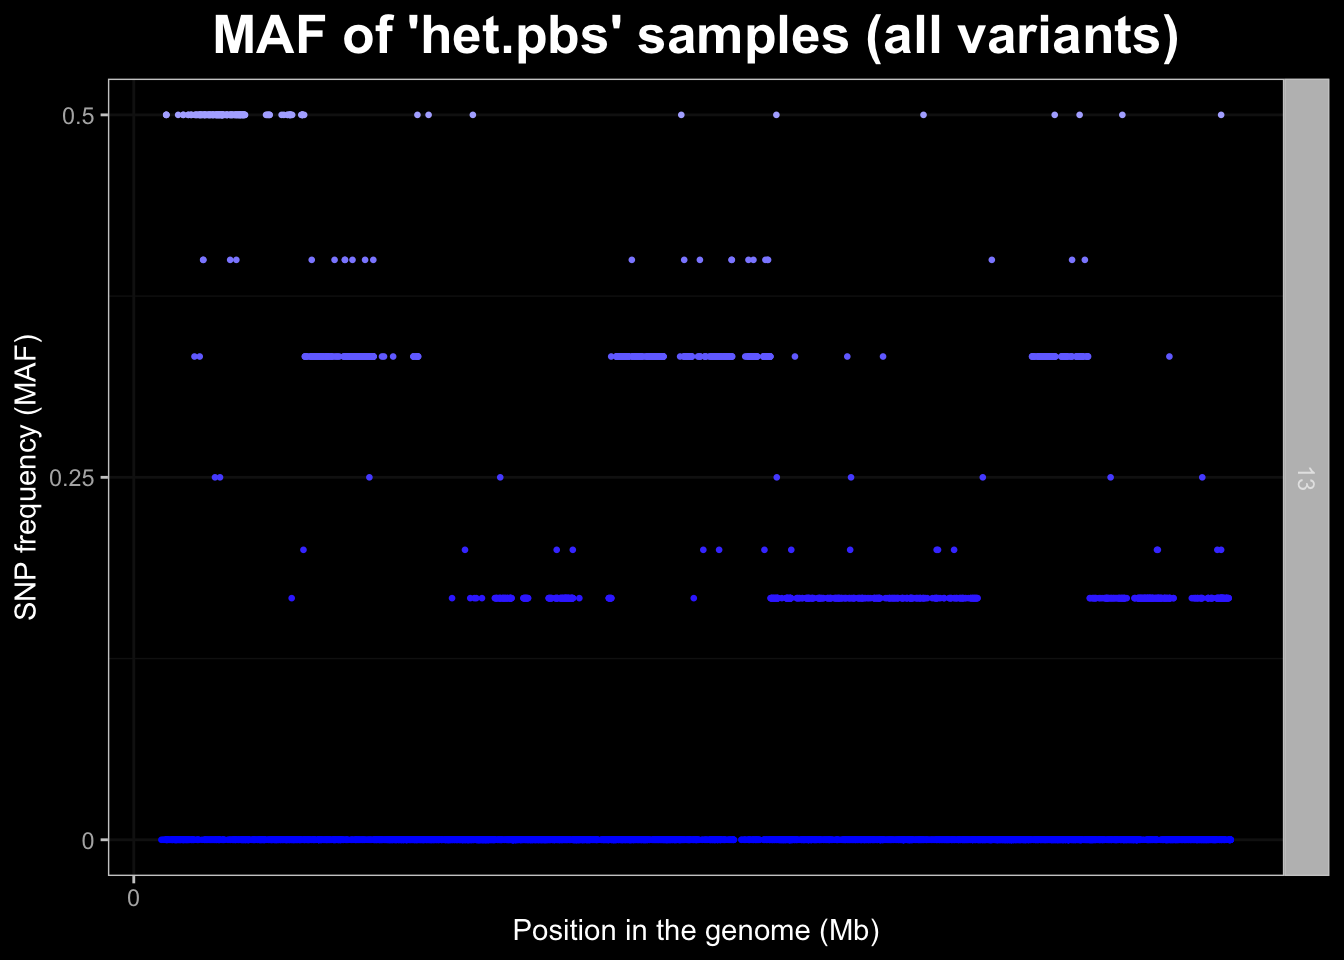 MAF of 'het.pbs' samples (all variants)
0.5
0.25
0
SNP frequency (MAF)
13
0
Position in the genome (Mb)